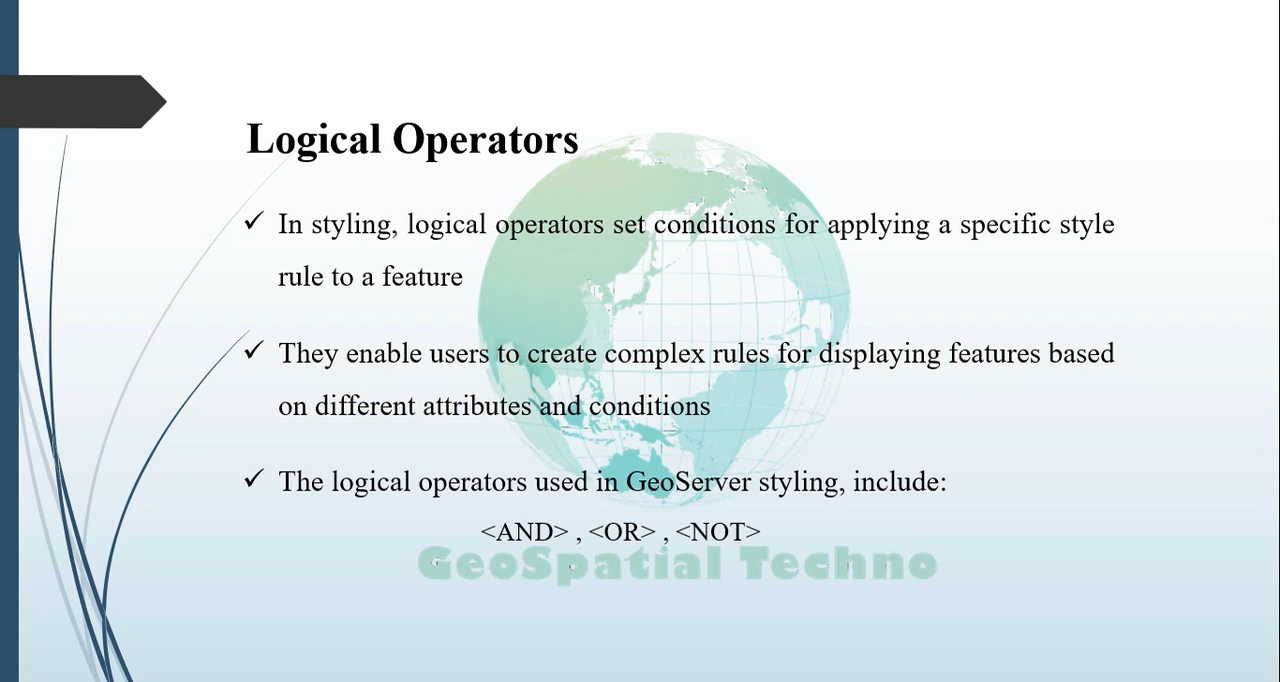 Logical Operators
✓ In styling, logical operators set conditions for applying a specific style
rule to a feature
✓ They enable users to create complex rules for displaying features based
on different attributes and conditions
✓ The logical operators used in GeoServer styling, include:
<AND> , <OR> , <NOT>
GeoSpatial Techno